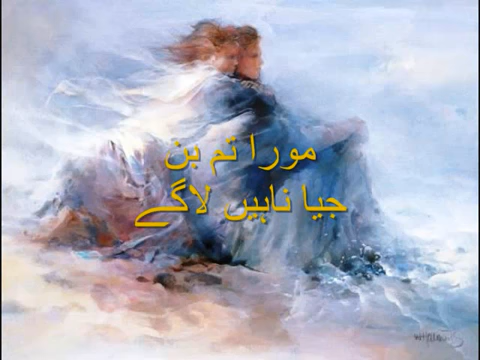 مورا تم بن
جیا ناہیں لاگے